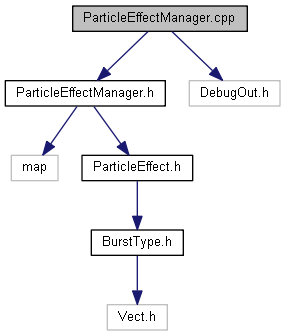 ParticleEffectManager.cpp
ParticleEffectManager.h
DebugOut.h
map
ParticleEffect.h
BurstType.h
Vect.h